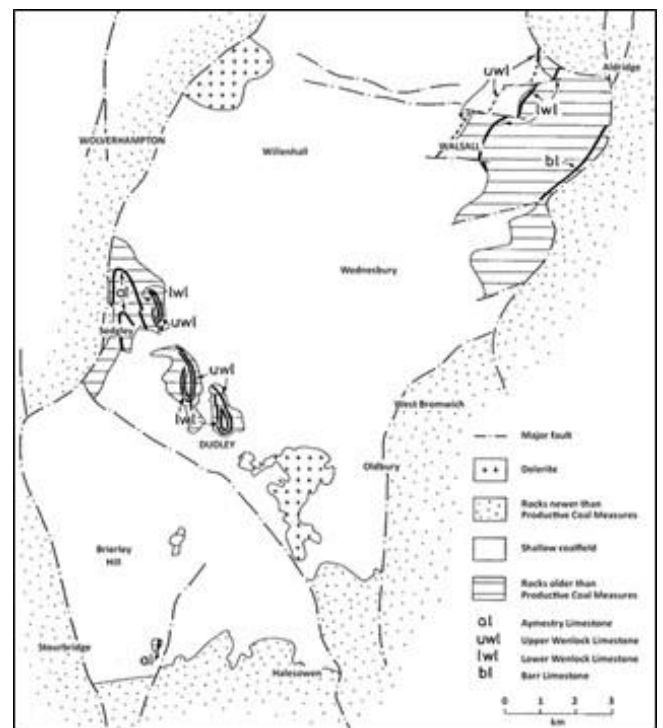 Aldridge
uwl
lwl
WOLVERHAMPTON
WALSALL
Willenhall
bl
Wednesbury
al
lwl
Sedgley
uwl
uwl
lwl
West Bromwich
DUDLEY
Oldbury
Brierley
Hill
Stourbridge
al
Halesowen
Major fault
Dolerite
Rocks newer than
Productive Coal Measures
Shallow coalfield
Rocks older than
Productive Coal Measures
al Aymestry Limestone
uwl Upper Wenlock Limestone
lwl Lower Wenlock Limestone
bl Barr Limestone
0 1 2 3
km